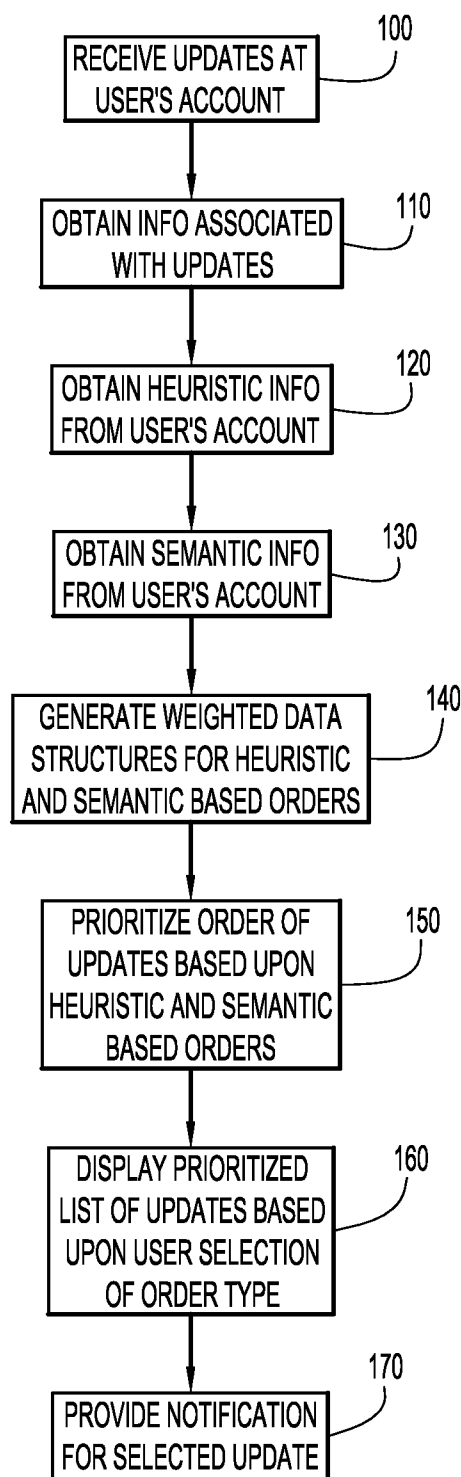 100
RECEIVE UPDATES AT
USER'S ACCOUNT
110
OBTAIN INFO ASSOCIATED
WITH UPDATES
120
OBTAIN HEURISTIC INFO
FROM USER'S ACCOUNT
130
OBTAIN SEMANTIC INFO
FROM USER'S ACCOUNT
140
GENERATE WEIGHTED DATA
STRUCTURES FOR HEURISTIC
AND SEMANTIC BASED ORDERS
150
PRIORITIZE ORDER OF
UPDATES BASED UPON
HEURISTIC AND SEMANTIC
BASED ORDERS
160
DISPLAY PRIORITIZED
LIST OF UPDATES BASED
UPON USER SELECTION
OF ORDER TYPE
170
PROVIDE NOTIFICATION
FOR SELECTED UPDATE